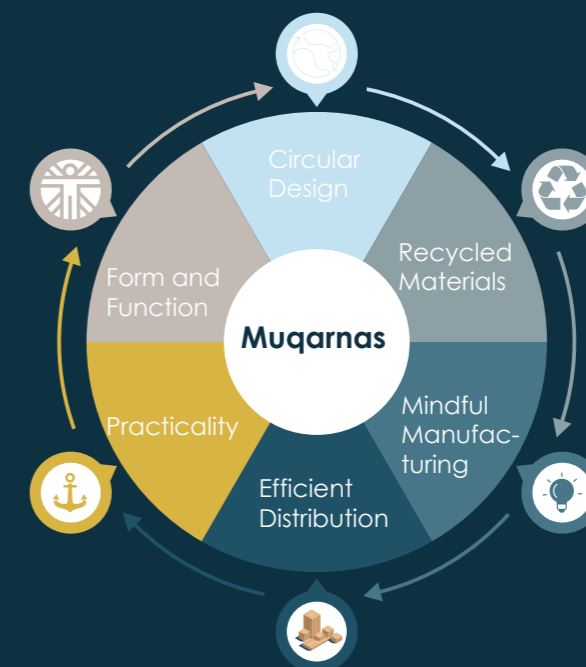 Circular
Design
Recycled
Materials
Mindful
Manufac-
turing
Efficient
Distribution
Practicality
Form and
Function
Muqarnas